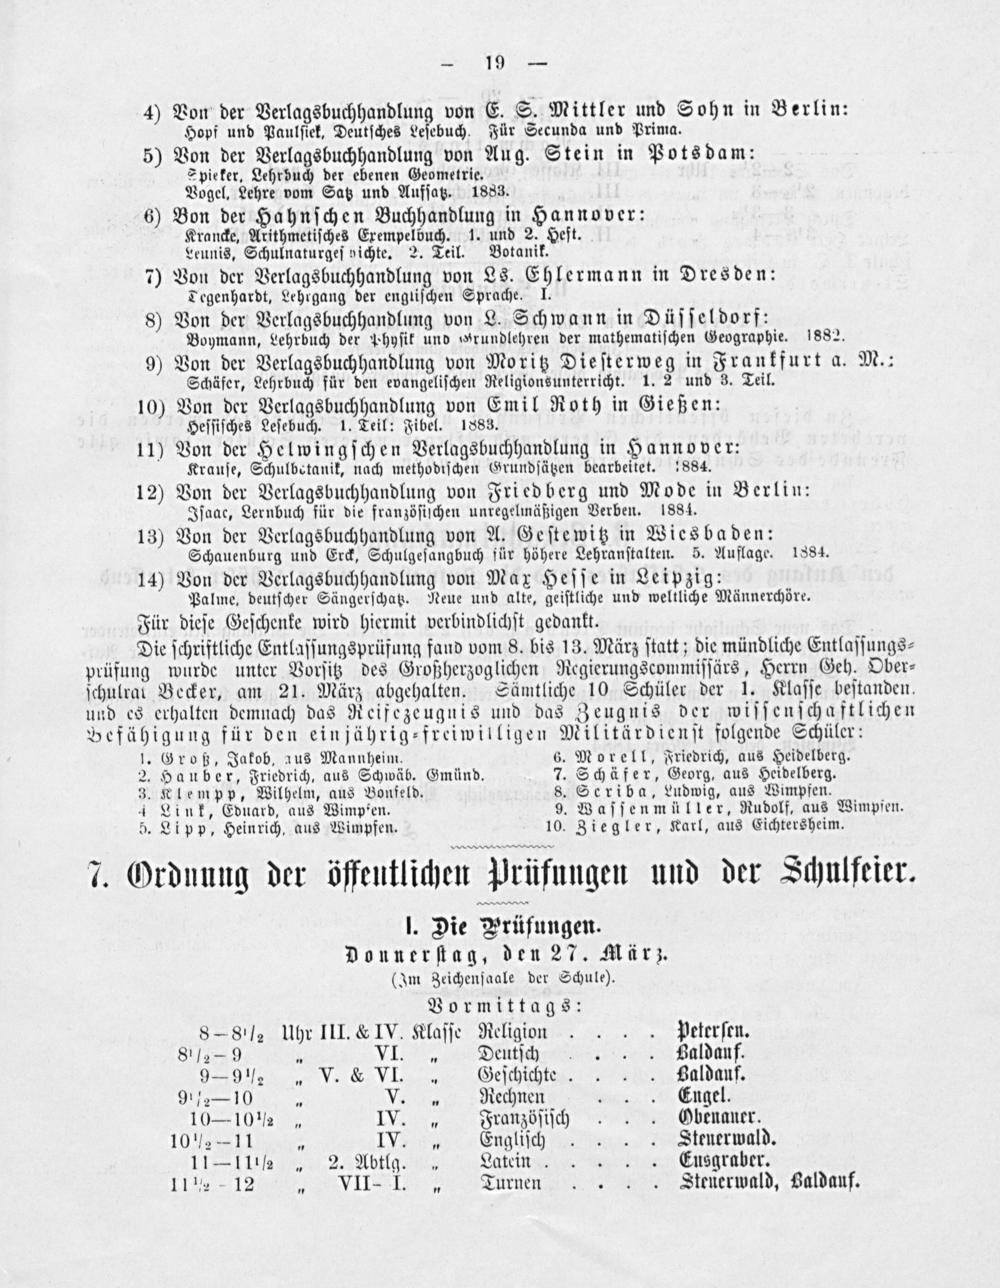 — 19 —
4) Von der Verlagsbuchhandlung von E. S. Mittler und Sohn in Berlin:
Hopf und Paulsiek, Deutsches Lesebuch. Für Secunda und Prima.
5) Von der Verlagsbuchhandlung von Aug. Stein in Potsdam:
Spieker, Lehrbuch der ebenen Geometrie.
Vogel, Lehre vom Satz und Aufsatz. 1883.
6) Von der Hahnschen Buchhandlung in Hannover:
Krancke, Arithmetisches Exempelbuch. 1. und 2. Heft.
Leunis, Schulnaturgeschichte. 2. Teil. Botanik.
7) Von der Verlagsbuchhandlung von Ls. Ehlermann in Dresden:
Degenhardt, Lehrgang der englischen Sprache. I.
8) Von der Verlagsbuchhandlung von L. Schwann in Düsseldorf:
Boymann, Lehrbuch der Physik und Grundlehren der mathematischen Geographie. 1882.
9) Von der Verlagsbuchhandlung von Moritz Diesterweg in Frankfurt a. M.:
Schäfer, Lehrbuch für den evangelischen Religionsunterricht. 1. 2 und 3. Teil.
10) Von der Verlagsbuchhandlung von Emil Roth in Gießen:
Hessisches Lesebuch. 1. Teil: Fibel. 1883.
11) Von der Helwingschen Verlagsbuchhandlung in Hannover:
Krause, Schulbotanik, nach methodischen Grundsätzen bearbeitet. 1884.
12) Von der Verlagsbuchhandlung von Friedberg und Mode in Berlin:
Isaac, Lernbuch für die französischen unregelmäßigen Verben. 1884.
13) Von der Verlagsbuchhandlung von A. Gestewitz in Wiesbaden:
Schauenburg und Erck, Schulgesangbuch für höhere Lehranstalten. 5. Auflage. 1884.
14) Von der Verlagsbuchhandlung von Max Hesse in Leipzig:
Palme, deutscher Sängerschatz. Neue und alte, geistliche und weltliche Männerchöre.
Für diese Geschenke wird hiermit verbindlichst gedankt.
Die schriftliche Entlassungsprüfung fand vom 8. bis 13. März statt; die mündliche Entlassungs-
prüfung wurde unter Vorsitz des Großherzoglichen Regierungscommissärs, Herrn Geh. Ober-
schulrat Becker, am 21. März abgehalten. Sämtliche 10 Schüler der 1. Klasse bestanden,
und es erhalten demnach das Reifezeugnis und das Zeugnis der wissenschaftlichen
Befähigung für den einjährig-freiwilligen Militärdienst folgende Schüler:
1. Groß, Jakob, aus Mannheim.
2. Hauber, Friedrich, aus Schwäb. Gmünd.
3. Klempp, Wilhelm, aus Bonfeld.
4 Link, Eduard, aus Wimpfen.
5. Lipp, Heinrich, aus Wimpfen.
6. Morell, Friedrich, aus Heidelberg.
7. Schäfer, Georg, aus Heidelberg.
8. Scriba, Ludwig, aus Wimpfen.
9. Wassenmüller, Rudolf, aus Wimpfen.
10. Ziegler, Karl, aus Eichtersheim.
7. Ordnung der öffentlichen Prüfungen und der Schulfeier.
I. Die Prüfungen.
Donnerstag, den 27. März.
(Im Zeichensaale der Schule).
Vormittags:
8—8 1/2 Uhr III. & IV. Klasse Religion . . . . Petersen.
8 1/2—9 „ VI. „ Deutsch . . . . Baldauf.
9—9 1/2 „ V. & VI. „ Geschichte . . . . Baldauf.
9 1/2—10 „ V. „ Rechnen . . . Engel.
10—10 1/2 „ IV. „ Französisch . . . Obenauer.
10 1/2—11 „ IV. „ Englisch . . . . Steuerwald.
11—11 1/2 „ 2. Abtlg. „ Latein . . . . . Ensgraber.
11 1/2 - 12 „ VII- I. „ Turnen . . . . Steuerwald, Baldauf.